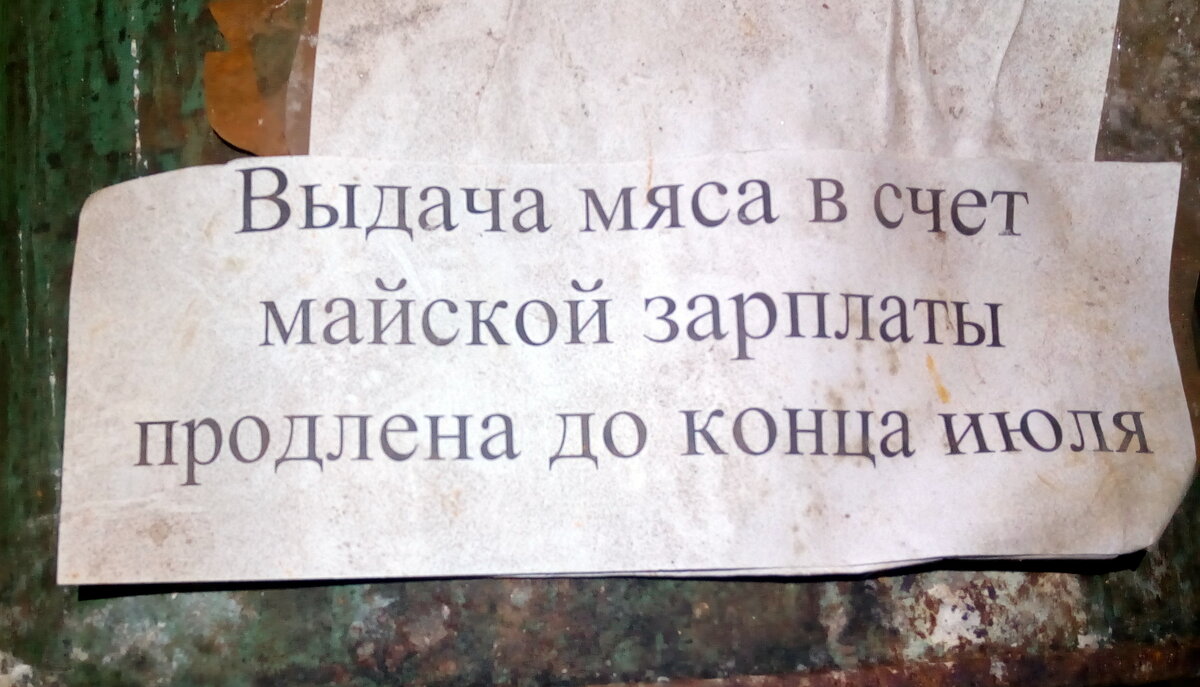 Выдача мяса в счет
майской зарплаты
продлена до конца июля